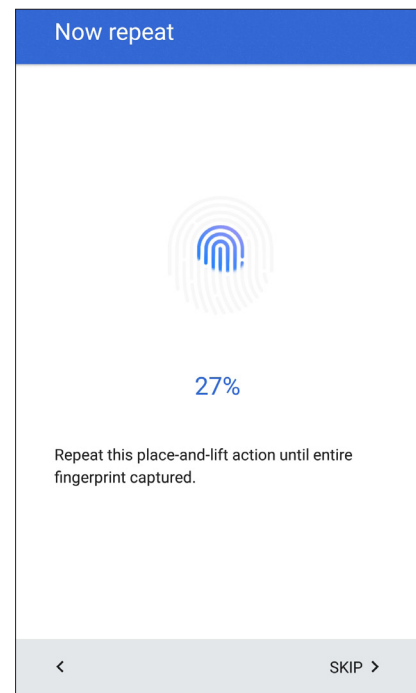 Now repeat
27%
Repeat this place-and-lift action until entire
fingerprint captured.
SKIP